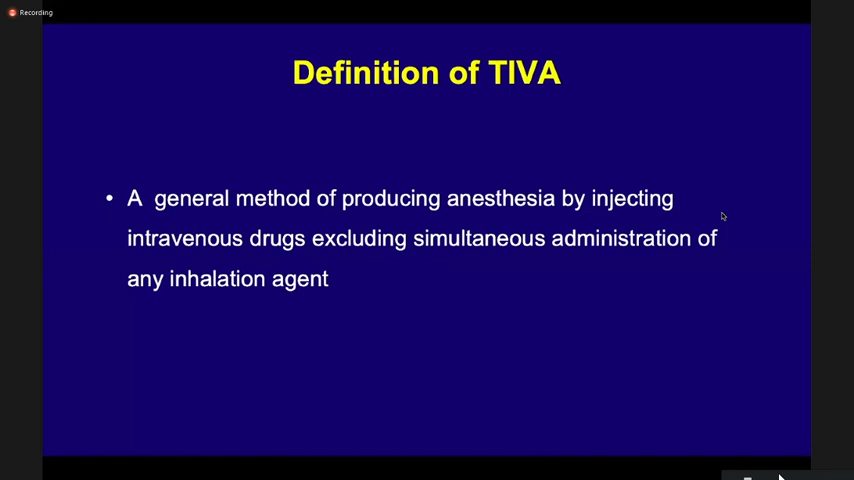 Recording
Definition of TIVA
• A general method of producing anesthesia by injecting
intravenous drugs excluding simultaneous administration of
any inhalation agent